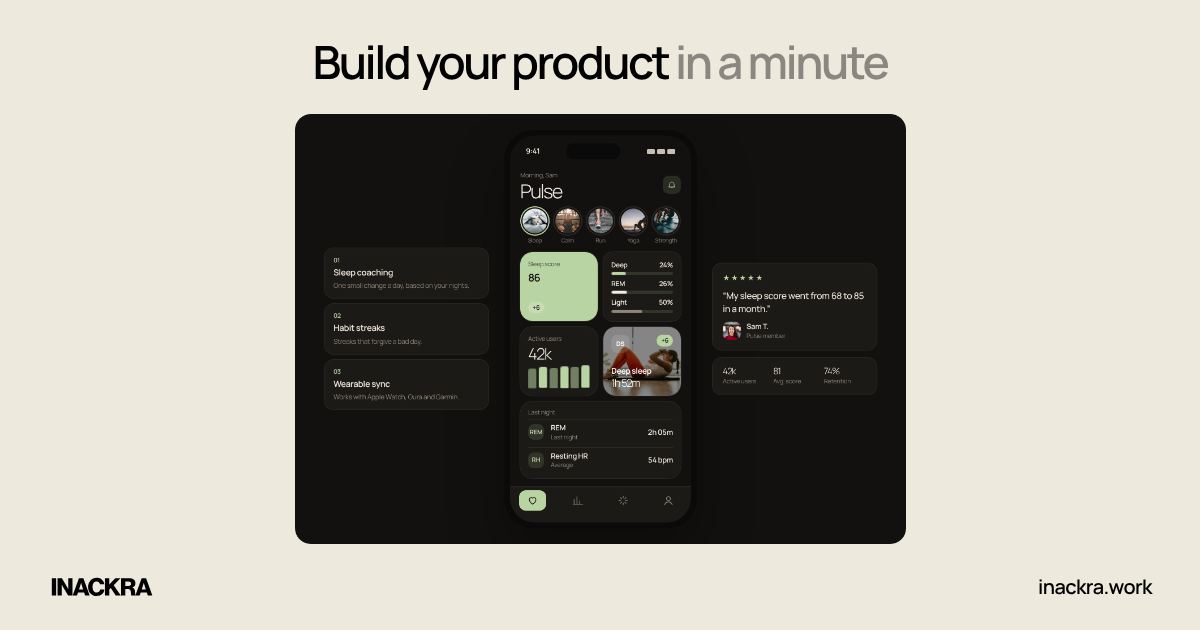 Build your product in a minute
9:41
Morning, Sam
Pulse
Sleep
Calm
Run
Yoga
Strength
Sleep score
86
+6
Deep 24%
REM 26%
Light 50%
Active users
42k
DS
+6
Deep sleep
1h 52m
Last night
REM
REM
Last night
2h 05m
RH
Resting HR
Average
54 bpm
01
Sleep coaching
One small change a day, based on your nights.
02
Habit streaks
Streaks that forgive a bad day.
03
Wearable sync
Works with Apple Watch, Oura and Garmin.
★★★★★
"My sleep score went from 68 to 85
in a month."
Sam T.
Pulse member
42k 81 74%
Active users Avg. score Retention
INACKRA
inackra.work